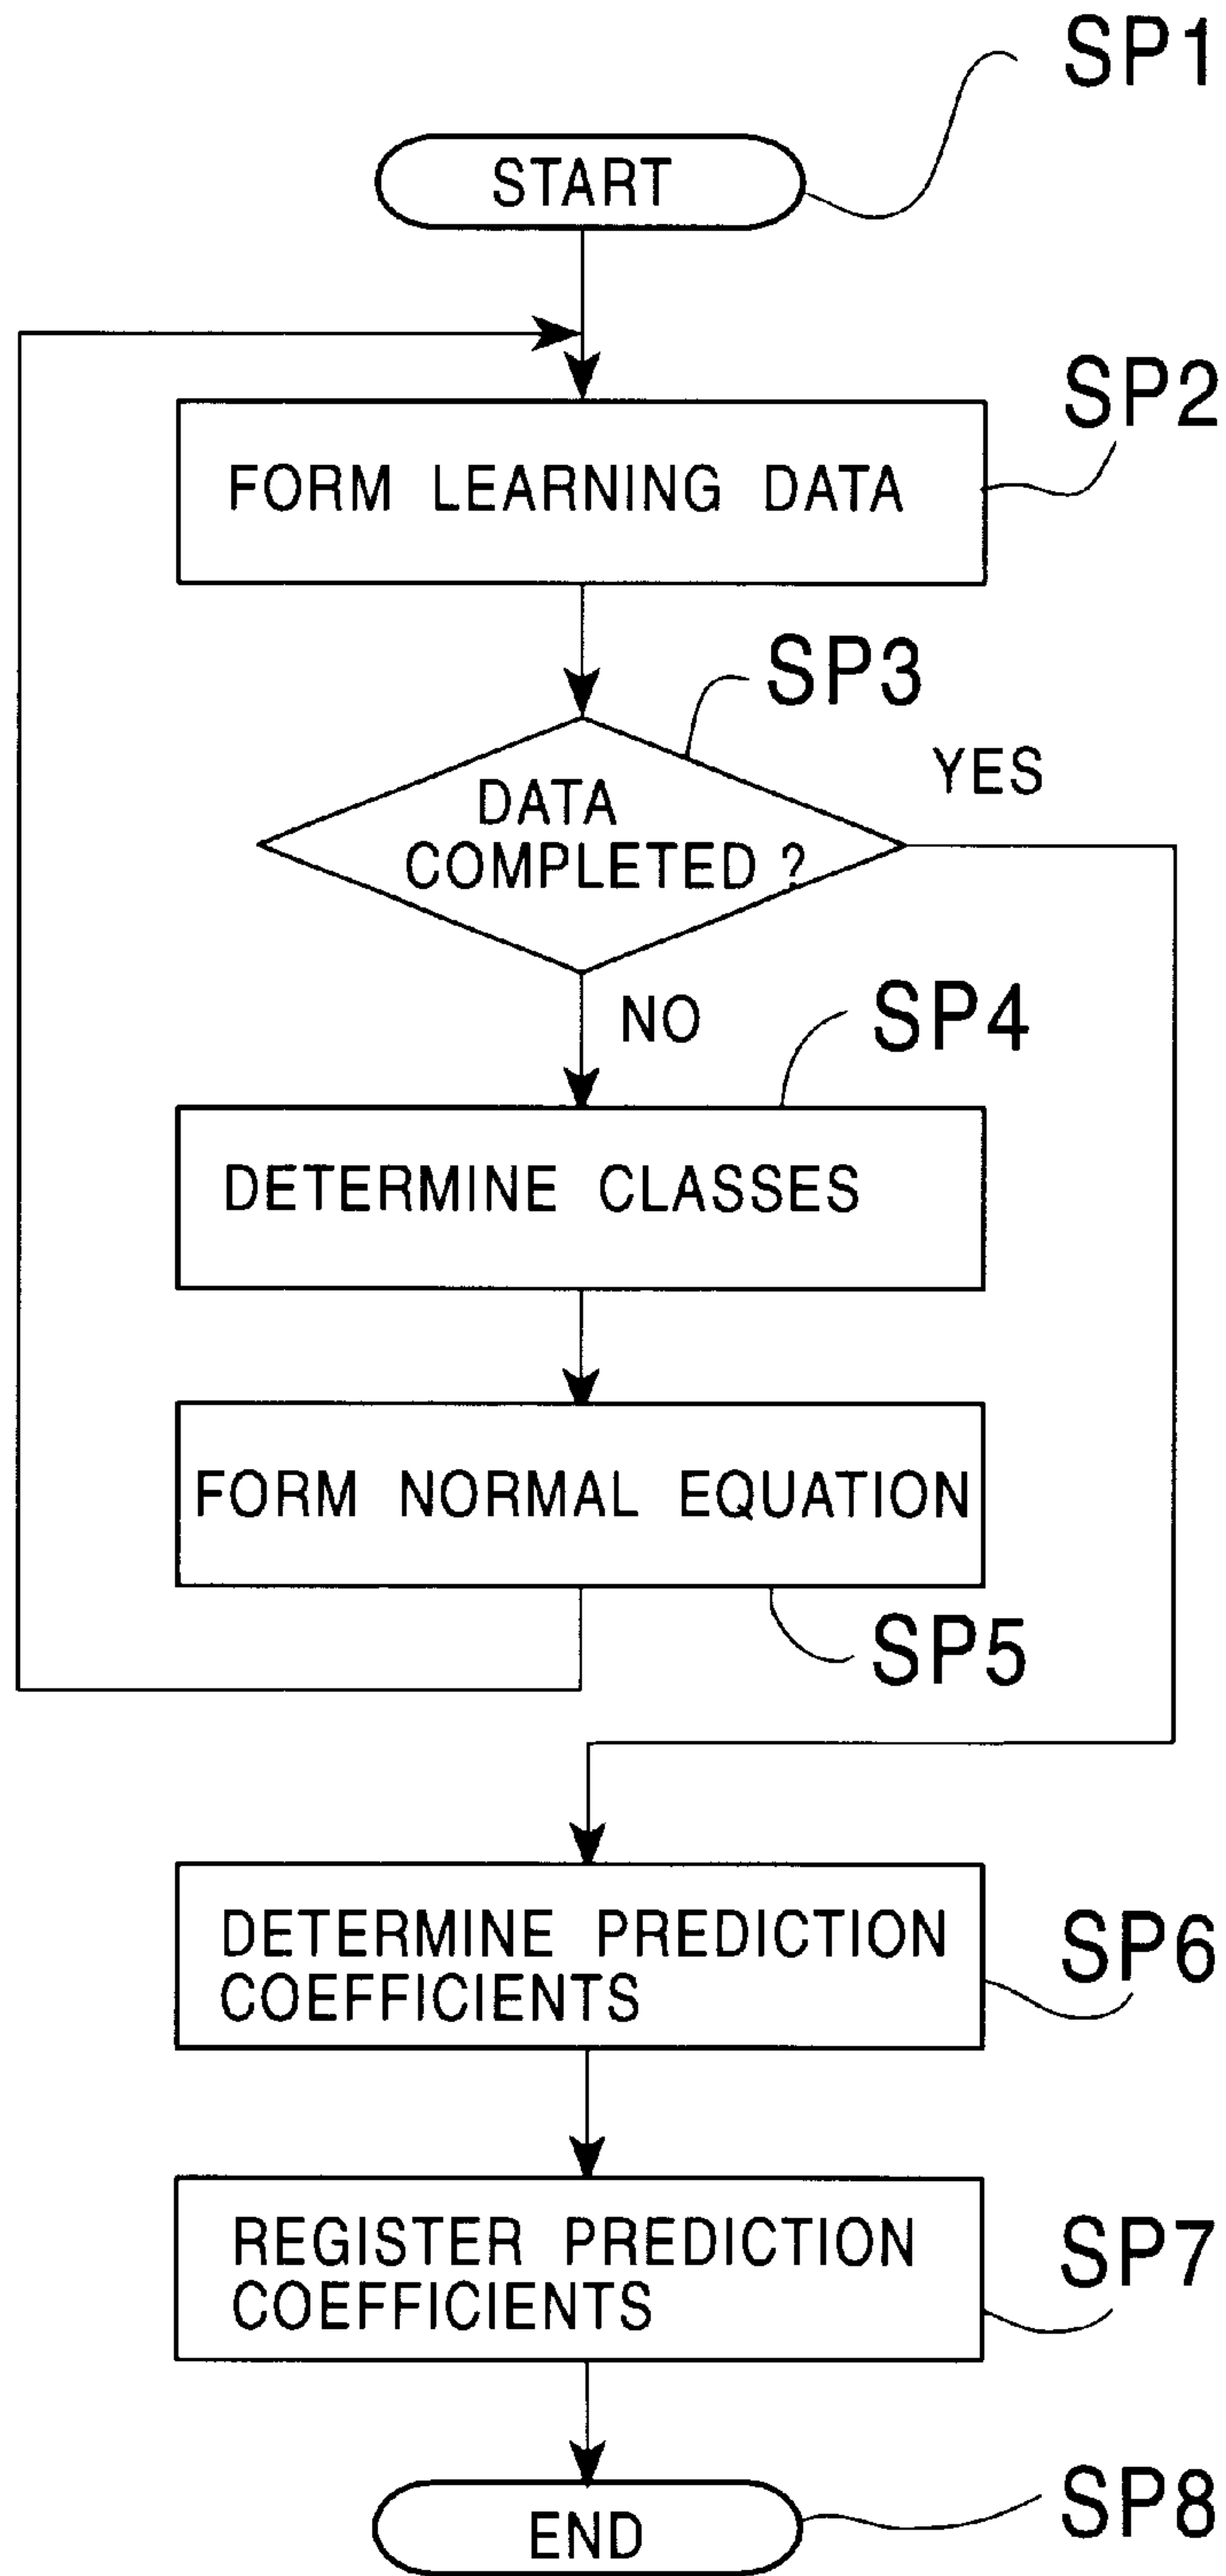 SP1
START
SP2
FORM LEARNING DATA
SP3
YES
DATA
COMPLETED ?
NO
SP4
DETERMINE CLASSES
FORM NORMAL EQUATION
SP5
DETERMINE PREDICTION
COEFFICIENTS
SP6
REGISTER PREDICTION
COEFFICIENTS
SP7
END
SP8